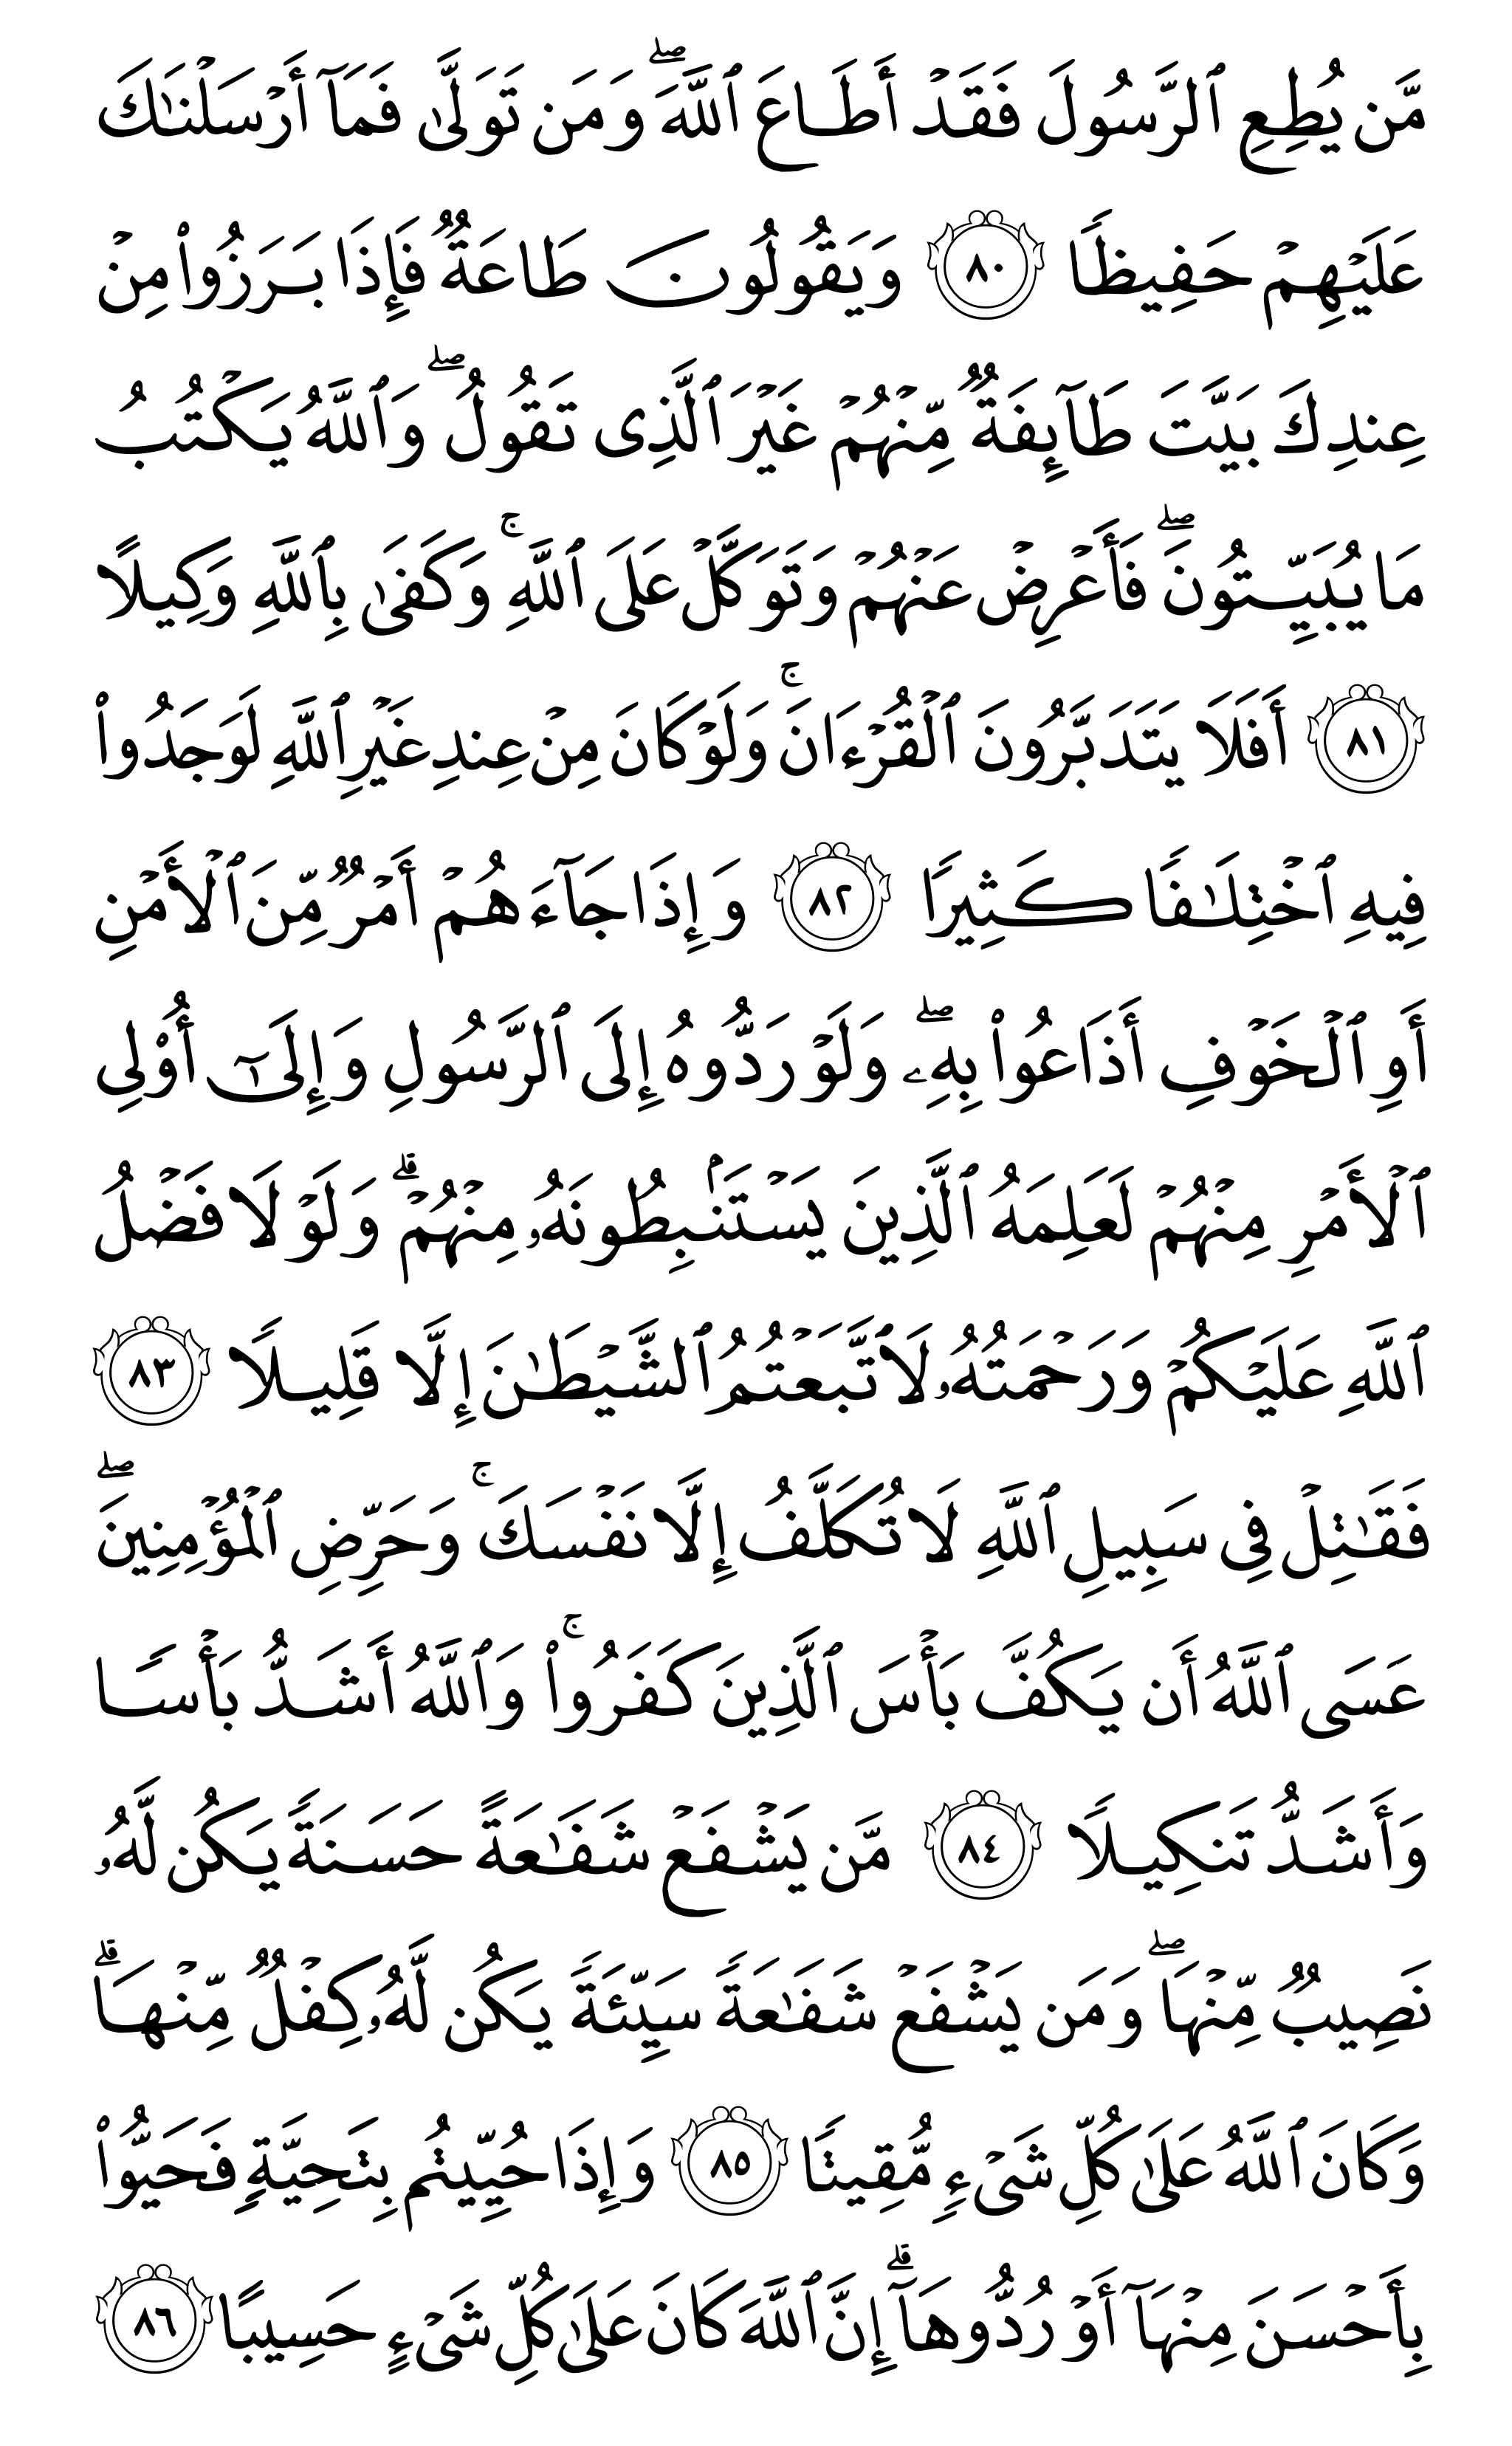 مَّن يُطِعِ ٱلرَّسُولَ فَقَدْ أَطَاعَ ٱللَّهَ ۖ وَمَن تَوَلَّىٰ فَمَآ أَرْسَلْنَٰكَ
عَلَيْهِمْ حَفِيظًا ٨٠ وَيَقُولُونَ طَاعَةٌ فَإِذَا بَرَزُوا۟ مِنْ
عِندِكَ بَيَّتَ طَآئِفَةٌ مِّنْهُمْ غَيْرَ ٱلَّذِى تَقُولُ ۖ وَٱللَّهُ يَكْتُبُ
مَا يُبَيِّتُونَ ۖ فَأَعْرِضْ عَنْهُمْ وَتَوَكَّلْ عَلَى ٱللَّهِ ۚ وَكَفَىٰ بِٱللَّهِ وَكِيلًا
٨١ أَفَلَا يَتَدَبَّرُونَ ٱلْقُرْءَانَ ۚ وَلَوْ كَانَ مِنْ عِندِ غَيْرِ ٱللَّهِ لَوَجَدُوا۟
فِيهِ ٱخْتِلَٰفًا كَثِيرًا ٨٢ وَإِذَا جَآءَهُمْ أَمْرٌ مِّنَ ٱلْأَمْنِ
أَوِ ٱلْخَوْفِ أَذَاعُوا۟ بِهِۦ ۖ وَلَوْ رَدُّوهُ إِلَى ٱلرَّسُولِ وَإِلَىٰٓ أُو۟لِى
ٱلْأَمْرِ مِنْهُمْ لَعَلِمَهُ ٱلَّذِينَ يَسْتَنۢبِطُونَهُۥ مِنْهُمْ ۗ وَلَوْلَا فَضْلُ
ٱللَّهِ عَلَيْكُمْ وَرَحْمَتُهُۥ لَٱتَّبَعْتُمُ ٱلشَّيْطَٰنَ إِلَّا قَلِيلًا ٨٣
فَقَٰتِلْ فِى سَبِيلِ ٱللَّهِ لَا تُكَلَّفُ إِلَّا نَفْسَكَ ۚ وَحَرِّضِ ٱلْمُؤْمِنِينَ ۖ
عَسَى ٱللَّهُ أَن يَكُفَّ بَأْسَ ٱلَّذِينَ كَفَرُوا۟ ۚ وَٱللَّهُ أَشَدُّ بَأْسًا
وَأَشَدُّ تَنكِيلًا ٨٤ مَّن يَشْفَعْ شَفَٰعَةً حَسَنَةً يَكُن لَّهُۥ
نَصِيبٌ مِّنْهَا ۖ وَمَن يَشْفَعْ شَفَٰعَةً سَيِّئَةً يَكُن لَّهُۥ كِفْلٌ مِّنْهَا ۗ
وَكَانَ ٱللَّهُ عَلَىٰ كُلِّ شَىْءٍ مُّقِيتًا ٨٥ وَإِذَا حُيِّيتُم بِتَحِيَّةٍ فَحَيُّوا۟
بِأَحْسَنَ مِنْهَآ أَوْ رُدُّوهَآ ۗ إِنَّ ٱللَّهَ كَانَ عَلَىٰ كُلِّ شَىْءٍ حَسِيبًا ٨٦